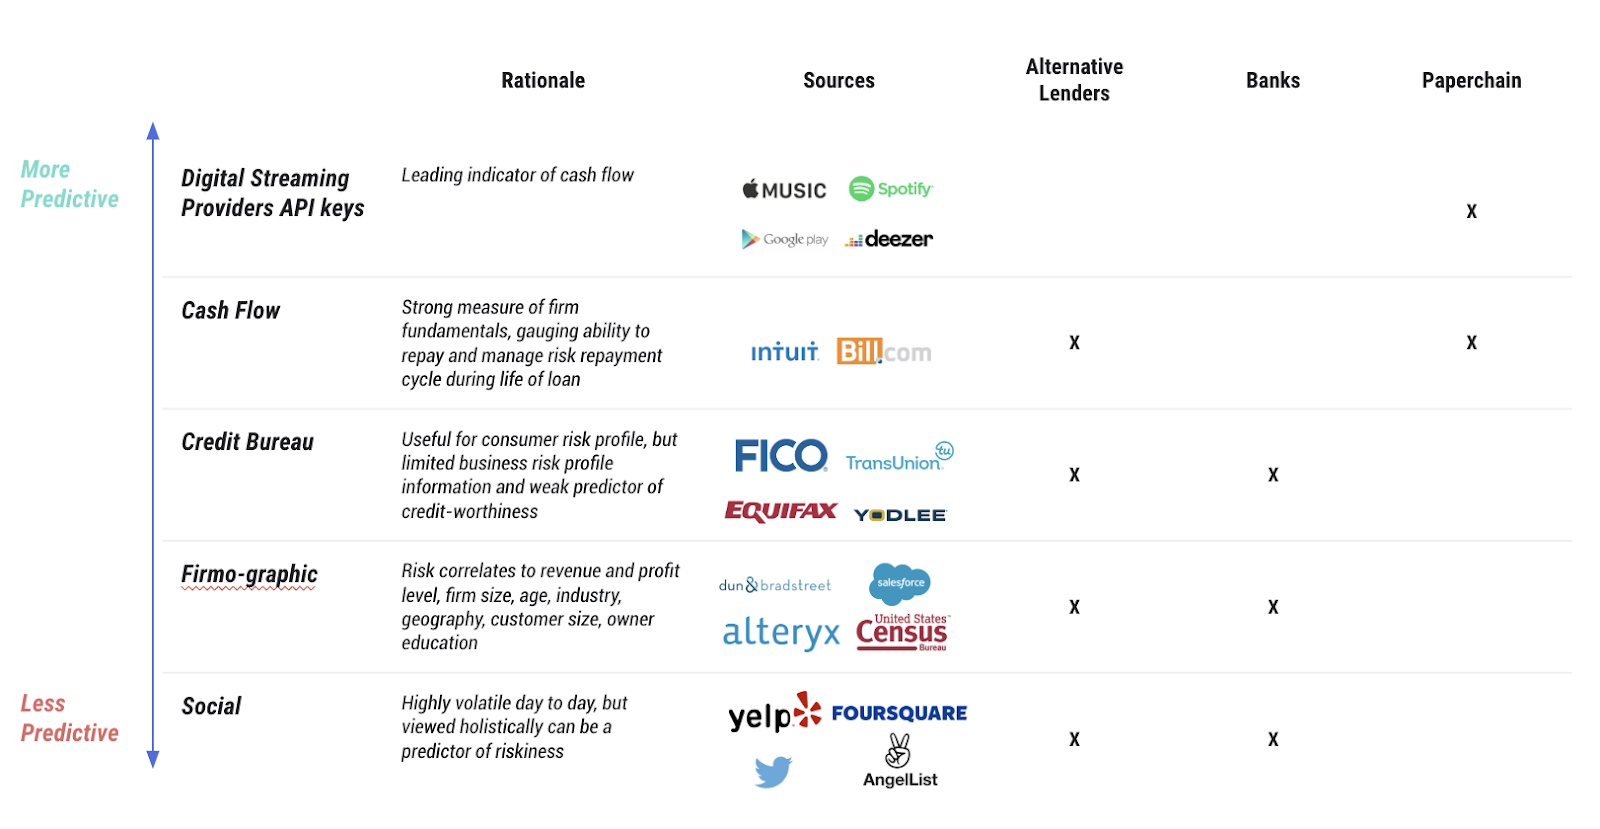 Rationale
Sources
Alternative
Lenders
Banks
Paperchain
More
Predictive
Digital Streaming
Providers API keys
Leading indicator of cash flow
MUSIC
Spotify
Google play
deezer
X
Cash Flow
Strong measure of firm
fundamentals, gauging ability to
repay and manage risk repayment
cycle during life of loan
intuit
Bill.com
X
X
Credit Bureau
Useful for consumer risk profile, but
limited business risk profile
information and weak predictor of
credit-worthiness
FICO
TransUnion
tu
EQUIFAX
YODLEE
X
X
Firmo-graphic
Risk correlates to revenue and profit
level, firm size, age, industry,
geography, customer size, owner
education
dun & bradstreet
salesforce
alteryx
United States™
Census
Bureau
X
X
Less
Predictive
Social
Highly volatile day to day, but
viewed holistically can be a
predictor of riskiness
yelp
FOURSQUARE
AngelList
X
X